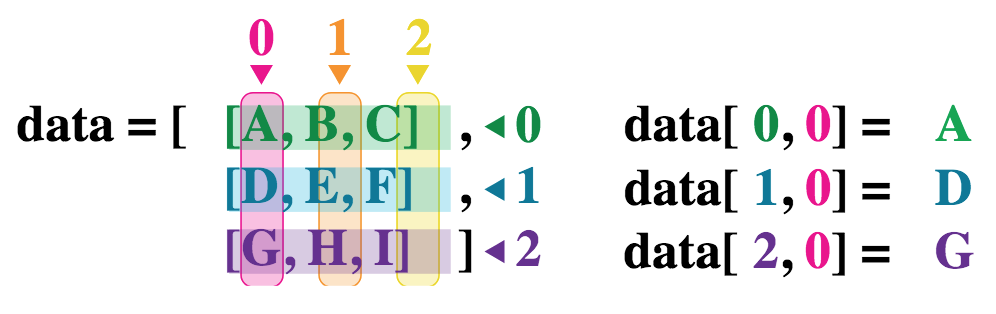 0 1 2
data = [ [A, B, C] , ◄0 data[ 0, 0] = A
[D, E, F] , ◄1 data[ 1, 0] = D
[G, H, I] ] ◄2 data[ 2, 0] = G